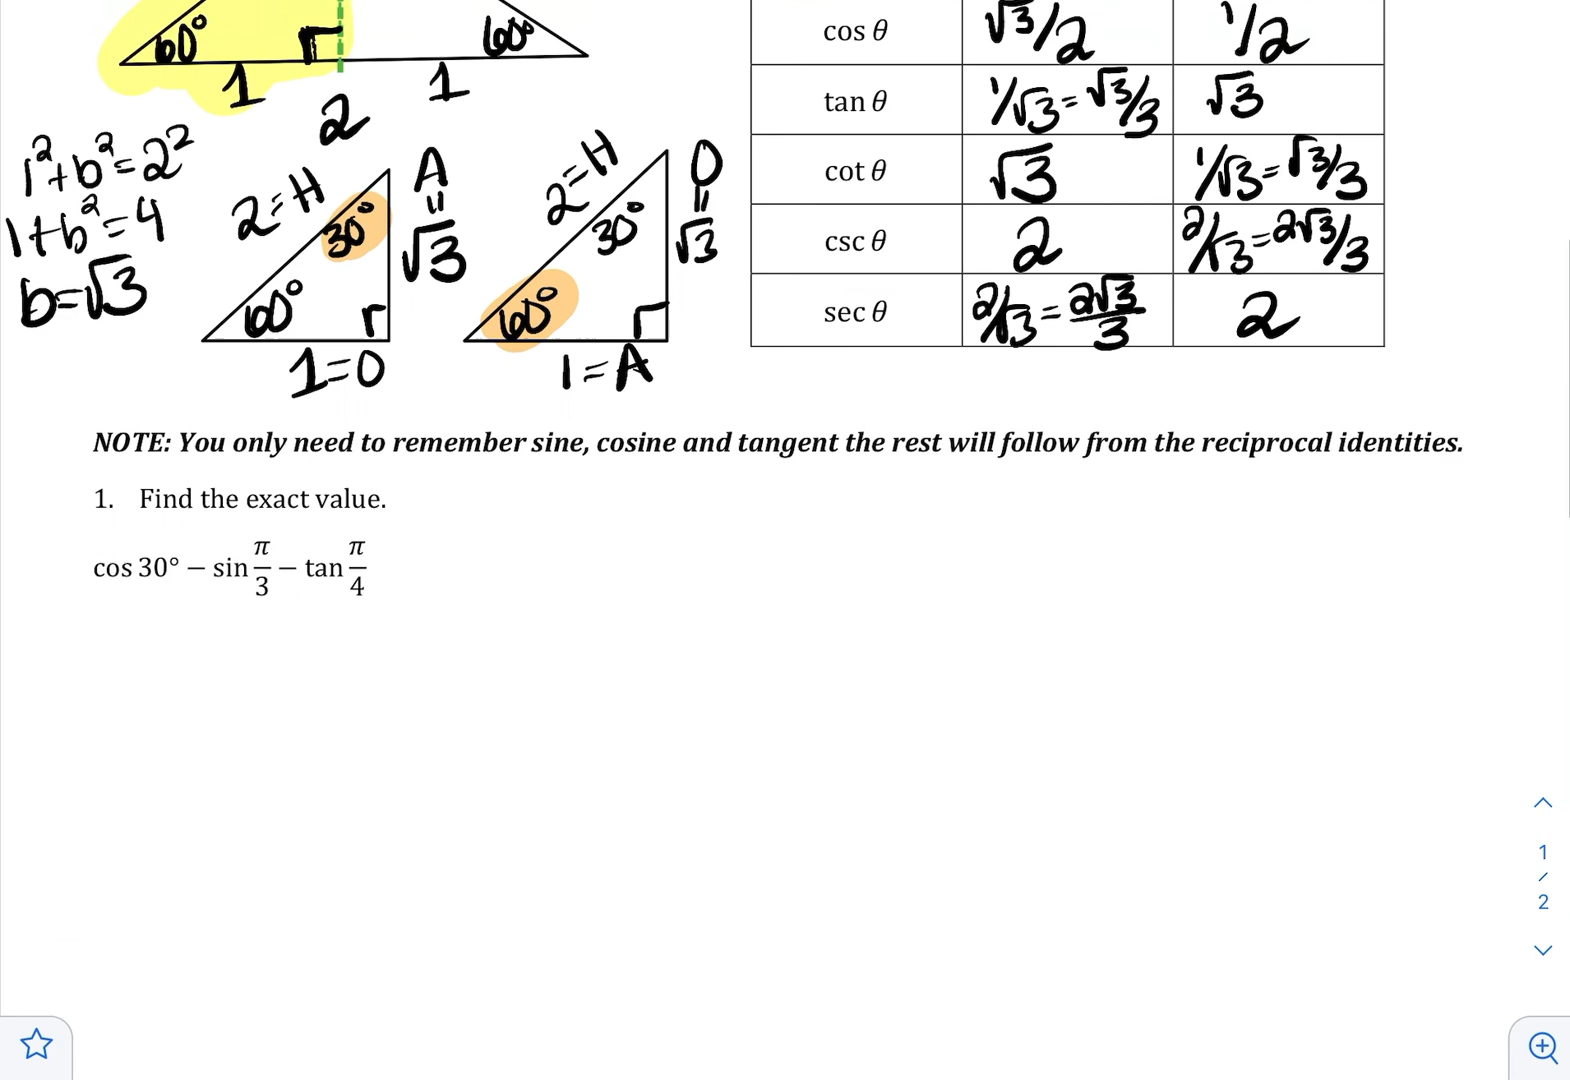 60° 60°
1 1
2
1²+b²=2²
1+b²=4
b=√3
2=H 30° A = √3
60°
1=O
2=H 30° O = √3
60°
1=A
cos θ √3/2 1/2
tan θ 1/√3=√3/3 √3
cot θ √3 1/√3=√3/3
csc θ 2 2/√3=2√3/3
sec θ 2/√3=2√3/3 2
NOTE: You only need to remember sine, cosine and tangent the rest will follow from the reciprocal identities.
1. Find the exact value.
cos 30° − sin π/3 − tan π/4
1
/
2